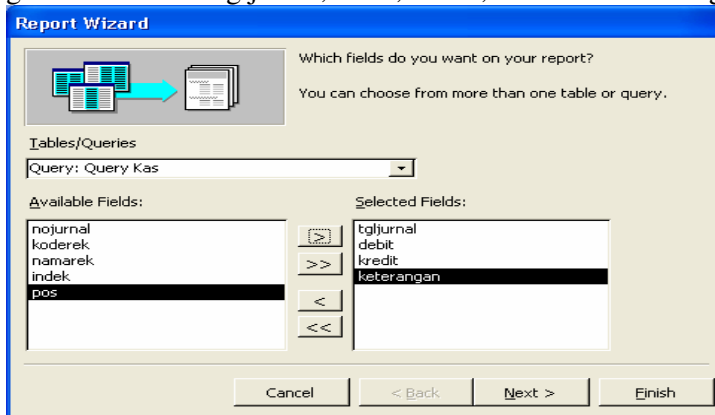 Report Wizard
Which fields do you want on your report?
You can choose from more than one table or query.
Tables/Queries
Query: Query Kas
Available Fields:
Selected Fields:
nojurnal
koderek
namarek
indek
pos
>
>>
<
<<
tgljurnal
debit
kredit
keterangan
Cancel
< Back
Next >
Finish